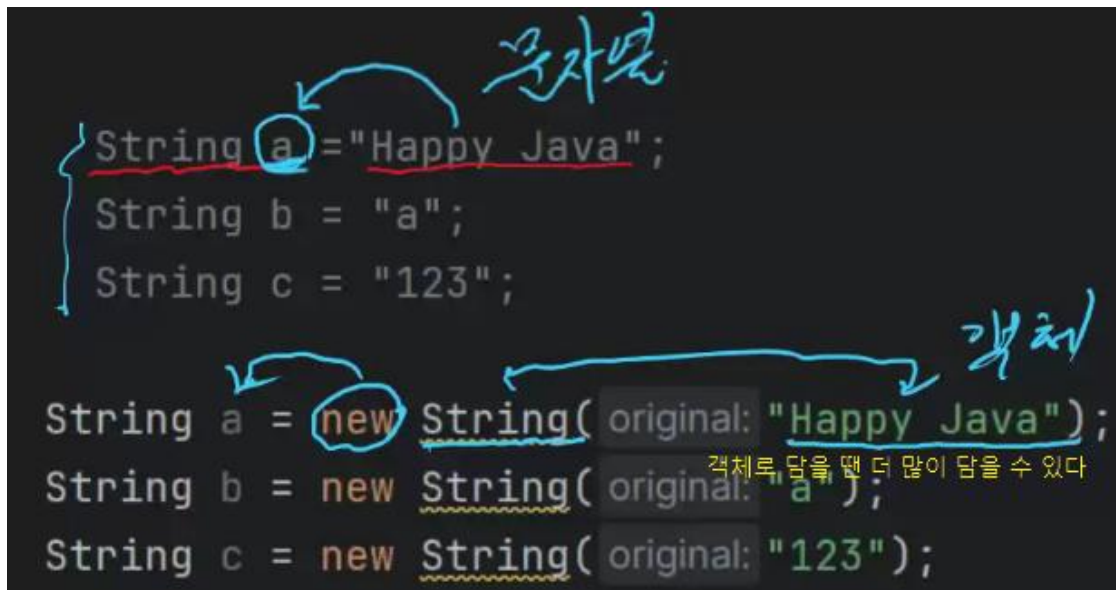 문자열
String a ="Happy Java";
String b = "a";
String c = "123";
객체
String a = new String( original: "Happy Java");
객체로 담을 땐 더 많이 담을 수 있다
String b = new String( original: "a");
String c = new String( original: "123");